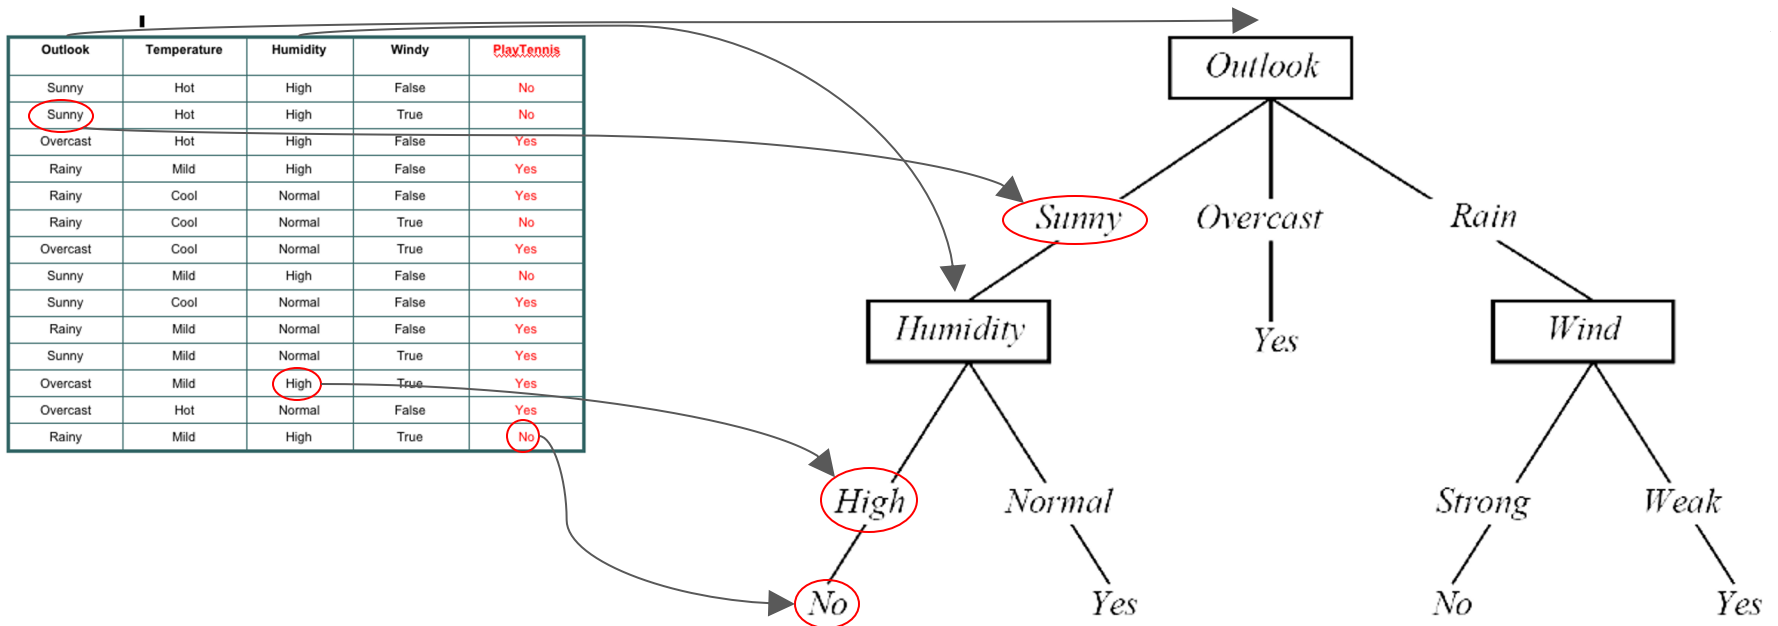 Outlook Temperature Humidity Windy PlayTennis
Sunny Hot High False No
Sunny Hot High True No
Overcast Hot High False Yes
Rainy Mild High False Yes
Rainy Cool Normal False Yes
Rainy Cool Normal True No
Overcast Cool Normal True Yes
Sunny Mild High False No
Sunny Cool Normal False Yes
Rainy Mild Normal False Yes
Sunny Mild Normal True Yes
Overcast Mild High True Yes
Overcast Hot Normal False Yes
Rainy Mild High True No
Outlook
Sunny Overcast Rain
Humidity Yes Wind
High Normal Strong Weak
No Yes No Yes